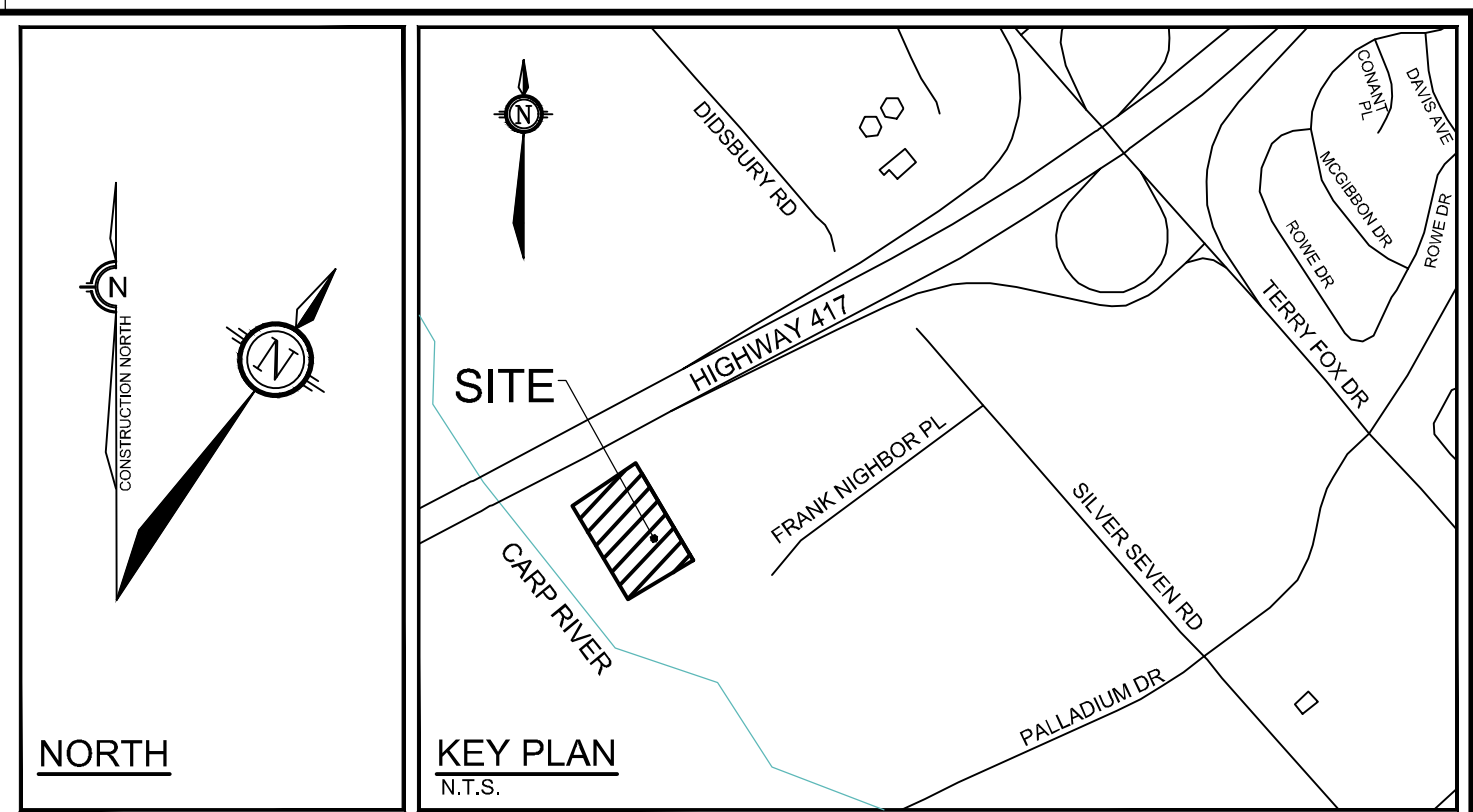 N
CONSTRUCTION NORTH
N
NORTH
N
DIDSBURY RD
CONANT
PL
DAVIS AVE
MCGIBBON DR
ROWE DR
ROWE DR
TERRY FOX DR
HIGHWAY 417
SITE
FRANK NIGHBOR PL
SILVER SEVEN RD
CARP RIVER
PALLADIUM DR
KEY PLAN
N.T.S.